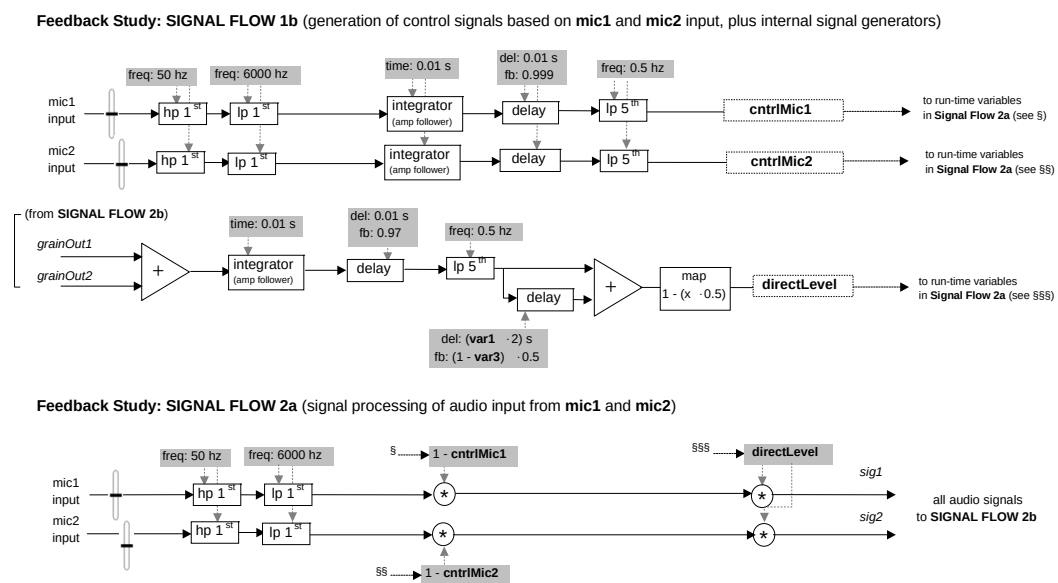 Feedback Study: SIGNAL FLOW 1b (generation of control signals based on mic1 and mic2 input, plus internal signal generators)
freq: 50 hz
freq: 6000 hz
time: 0.01 s
del: 0.01 s
fb: 0.999
freq: 0.5 hz
mic1
input
hp 1st
lp 1st
integrator
(amp follower)
delay
lp 5th
cntrlMic1
to run-time variables
in Signal Flow 2a (see §)
mic2
input
hp 1st
lp 1st
integrator
(amp follower)
delay
lp 5th
cntrlMic2
to run-time variables
in Signal Flow 2a (see §§)
(from SIGNAL FLOW 2b)
time: 0.01 s
del: 0.01 s
fb: 0.97
freq: 0.5 hz
grainOut1
grainOut2
+
integrator
(amp follower)
delay
lp 5th
delay
+
map
1 - (x ·0.5)
directLevel
to run-time variables
in Signal Flow 2a (see §§§)
del: (var1 ·2) s
fb: (1 - var3) ·0.5
Feedback Study: SIGNAL FLOW 2a (signal processing of audio input from mic1 and mic2)
freq: 50 hz
freq: 6000 hz
§
1 - cntrlMic1
§§§
directLevel
mic1
input
hp 1st
lp 1st
*
*
sig1
mic2
input
hp 1st
lp 1st
*
*
sig2
all audio signals
to SIGNAL FLOW 2b
§§
1 - cntrlMic2